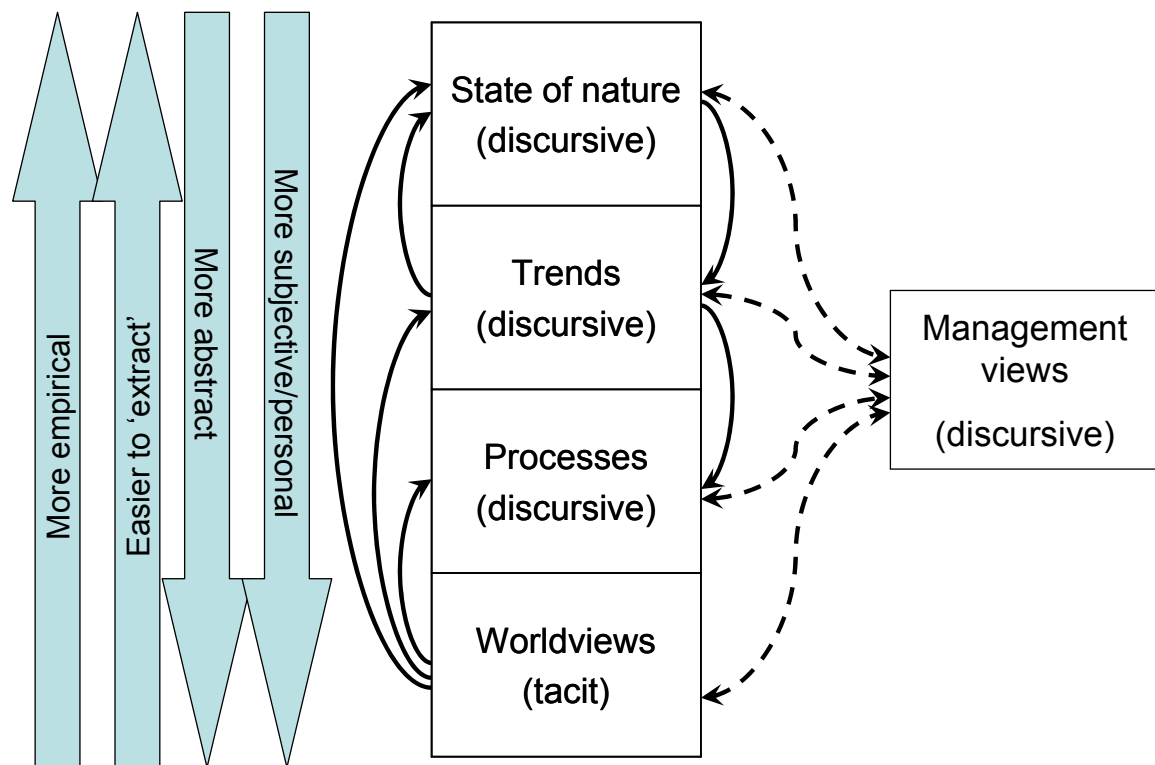 More empirical
Easier to ‘extract’
More abstract
More subjective/personal
State of nature
(discursive)
Trends
(discursive)
Processes
(discursive)
Worldviews
(tacit)
Management
views
(discursive)